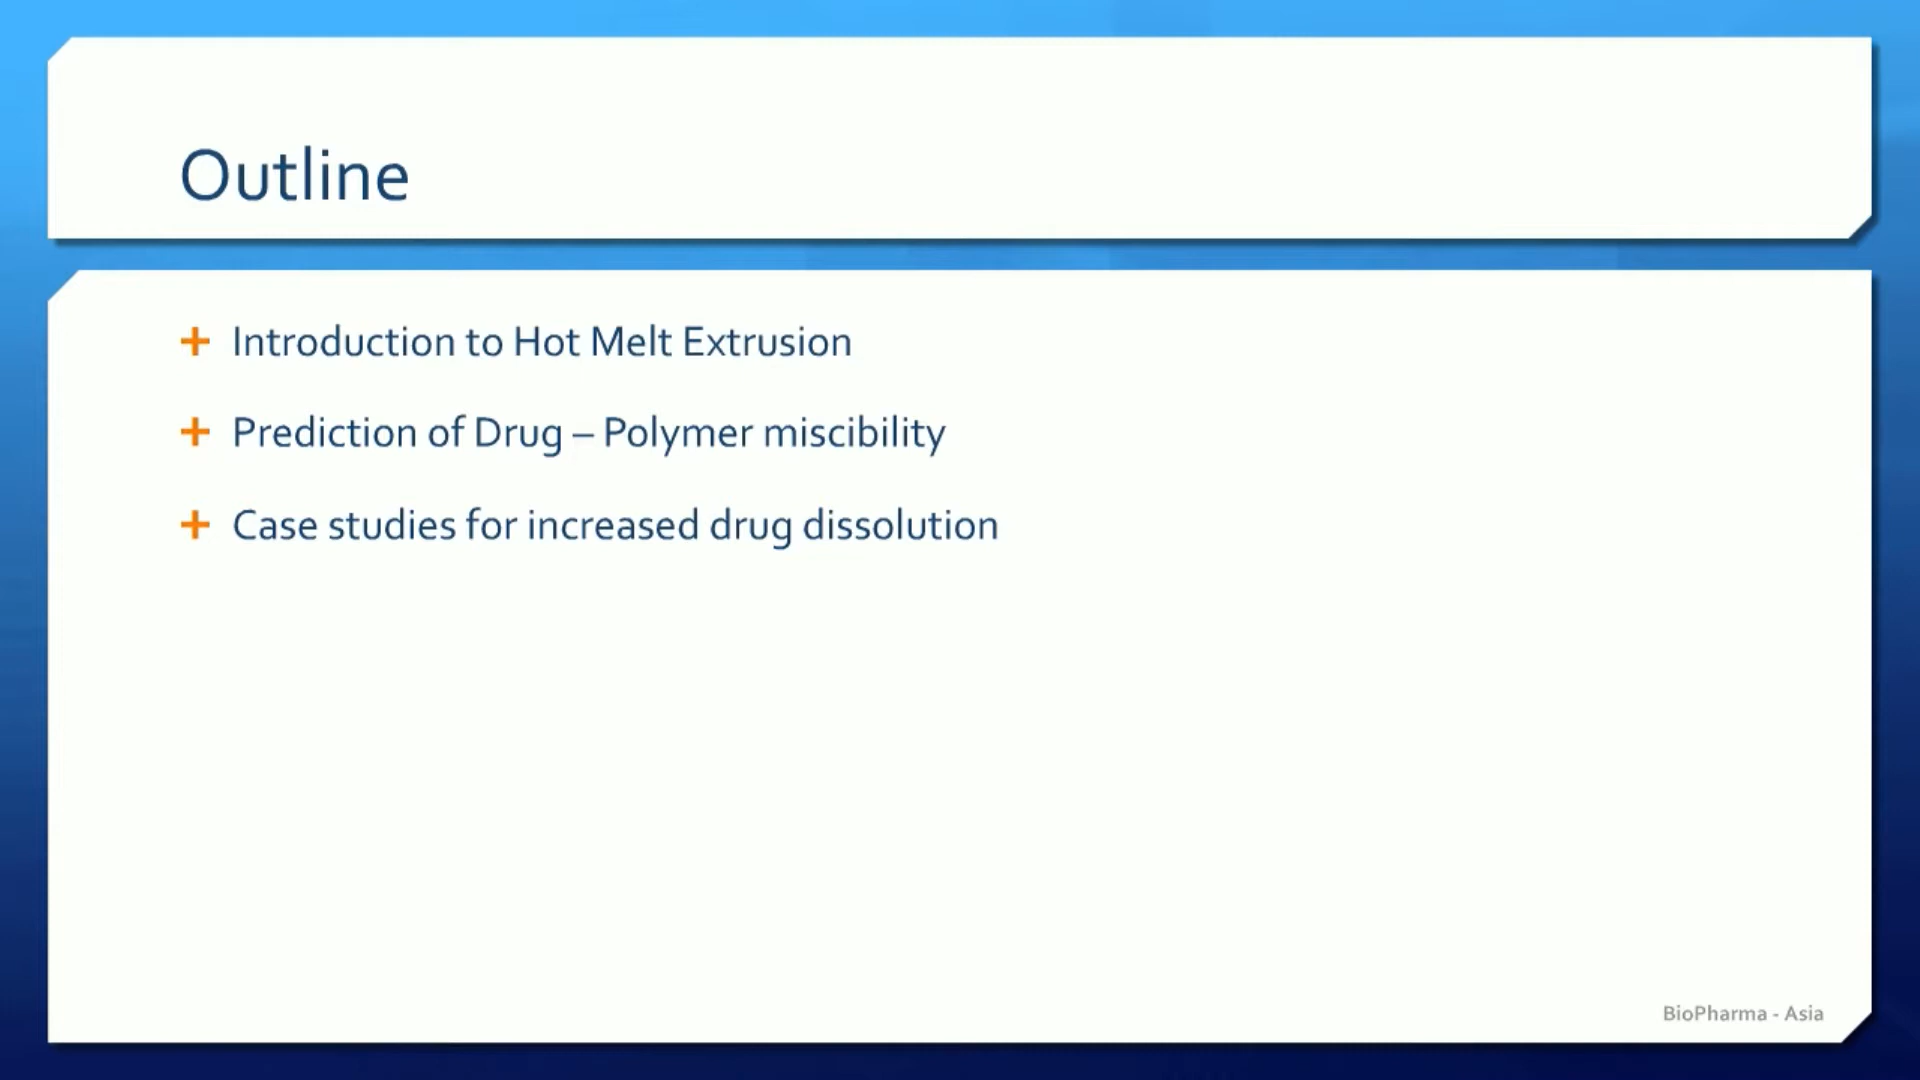 Outline
Introduction to Hot Melt Extrusion
Prediction of Drug – Polymer miscibility
Case studies for increased drug dissolution
BioPharma - Asia